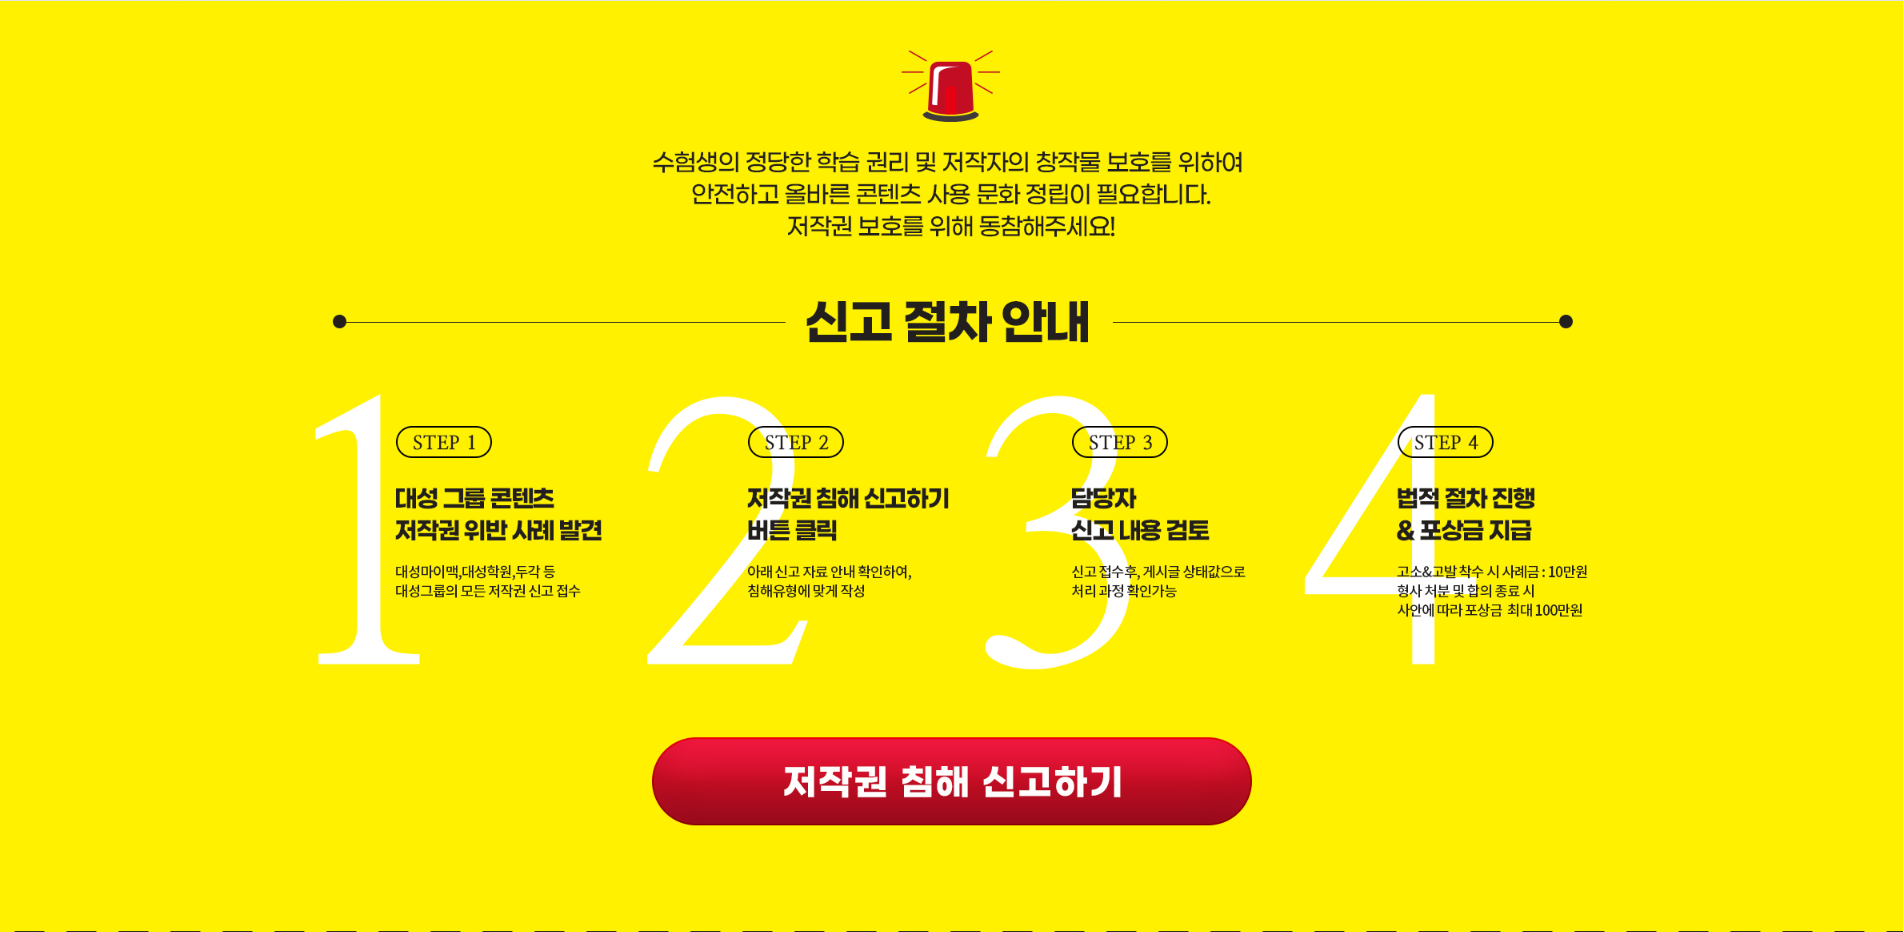 수험생의 정당한 학습 권리 및 저작자의 창작물 보호를 위하여
안전하고 올바른 콘텐츠 사용 문화 정립이 필요합니다.
저작권 보호를 위해 동참해주세요!
신고 절차 안내
1
STEP 1
대성 그룹 콘텐츠
저작권 위반 사례 발견
대성마이맥,대성학원,두각 등
대성그룹의 모든 저작권 신고 접수
2
STEP 2
저작권 침해 신고하기
버튼 클릭
아래 신고 자료 안내 확인하여,
침해유형에 맞게 작성
3
STEP 3
담당자
신고 내용 검토
신고 접수후, 게시글 상태값으로
처리 과정 확인가능
4
STEP 4
법적 절차 진행
& 포상금 지급
고소&고발 착수 시 사례금 : 10만원
형사 처분 및 합의 종료 시
사안에 따라 포상금 최대 100만원
저작권 침해 신고하기